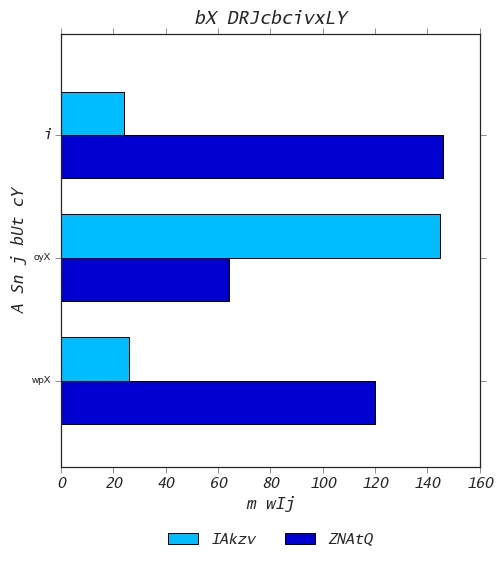 bX DRJcbcivxLY
i
oyX
wpX
A Sn j bUt cY
0 20 40 60 80 100 120 140 160
m wIj
IAkzv ZNAtQ